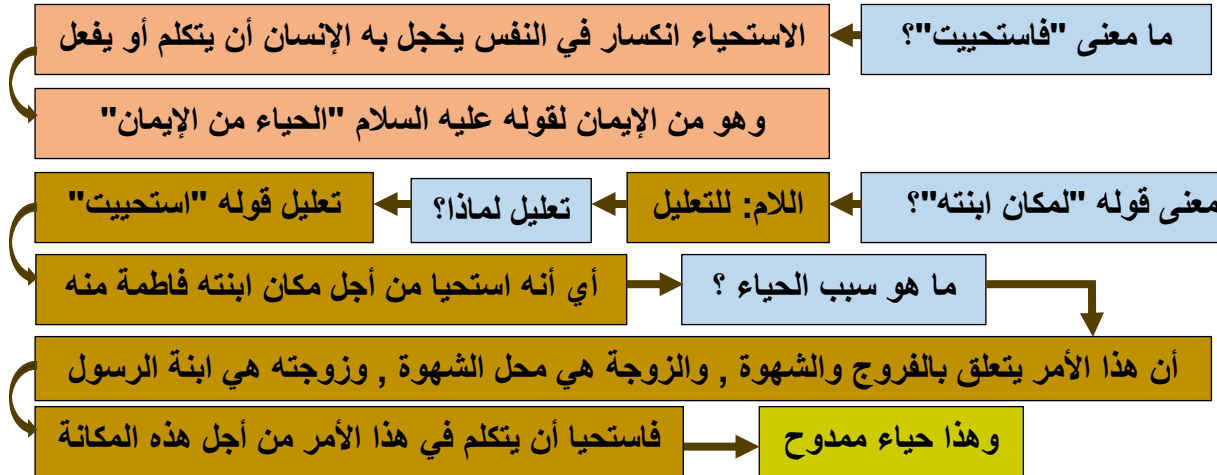 ما معنى "فاستحييت"؟ الاستحياء انكسار في النفس يخجل به الإنسان أن يتكلم أو يفعل
وهو من الإيمان لقوله عليه السلام "الحياء من الإيمان"
معنى قوله "لمكان ابنته"؟ اللام: للتعليل تعليل لماذا؟ تعليل قوله "استحييت"
أي أنه استحيا من أجل مكان ابنته فاطمة منه ما هو سبب الحياء ؟
أن هذا الأمر يتعلق بالفروج والشهوة , والزوجة هي محل الشهوة , وزوجته هي ابنة الرسول
فاستحيا أن يتكلم في هذا الأمر من أجل هذه المكانة وهذا حياء ممدوح